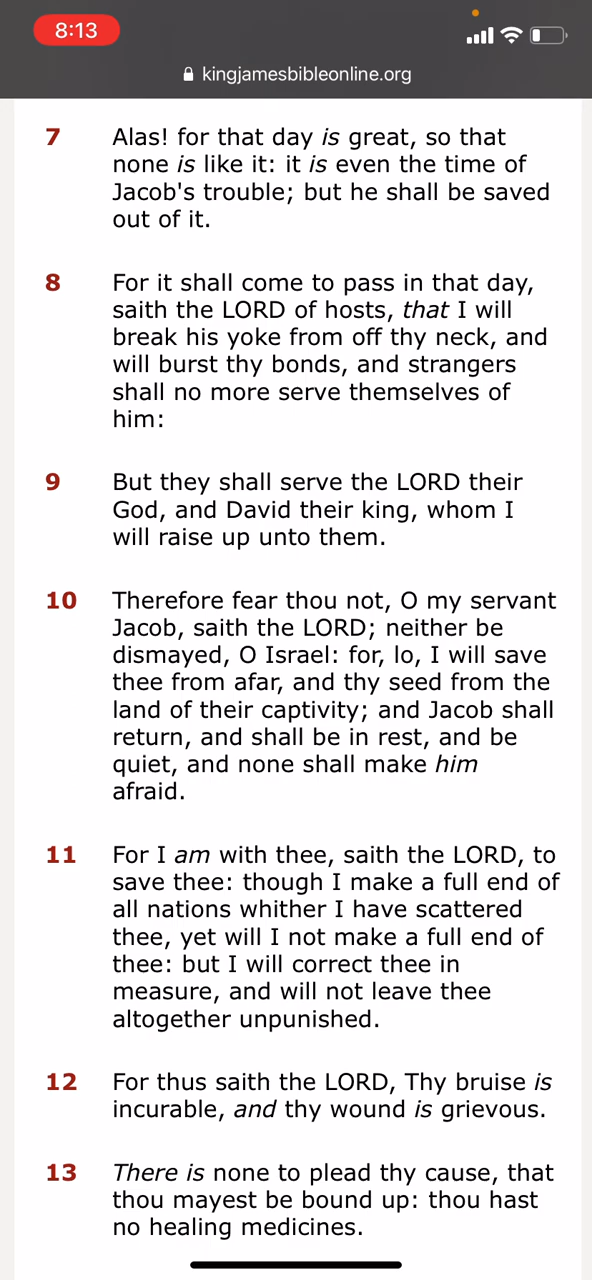 8:13
kingjamesbibleonline.org
7 Alas! for that day is great, so that
none is like it: it is even the time of
Jacob's trouble; but he shall be saved
out of it.
8 For it shall come to pass in that day,
saith the LORD of hosts, that I will
break his yoke from off thy neck, and
will burst thy bonds, and strangers
shall no more serve themselves of
him:
9 But they shall serve the LORD their
God, and David their king, whom I
will raise up unto them.
10 Therefore fear thou not, O my servant
Jacob, saith the LORD; neither be
dismayed, O Israel: for, lo, I will save
thee from afar, and thy seed from the
land of their captivity; and Jacob shall
return, and shall be in rest, and be
quiet, and none shall make him
afraid.
11 For I am with thee, saith the LORD, to
save thee: though I make a full end of
all nations whither I have scattered
thee, yet will I not make a full end of
thee: but I will correct thee in
measure, and will not leave thee
altogether unpunished.
12 For thus saith the LORD, Thy bruise is
incurable, and thy wound is grievous.
13 There is none to plead thy cause, that
thou mayest be bound up: thou hast
no healing medicines.